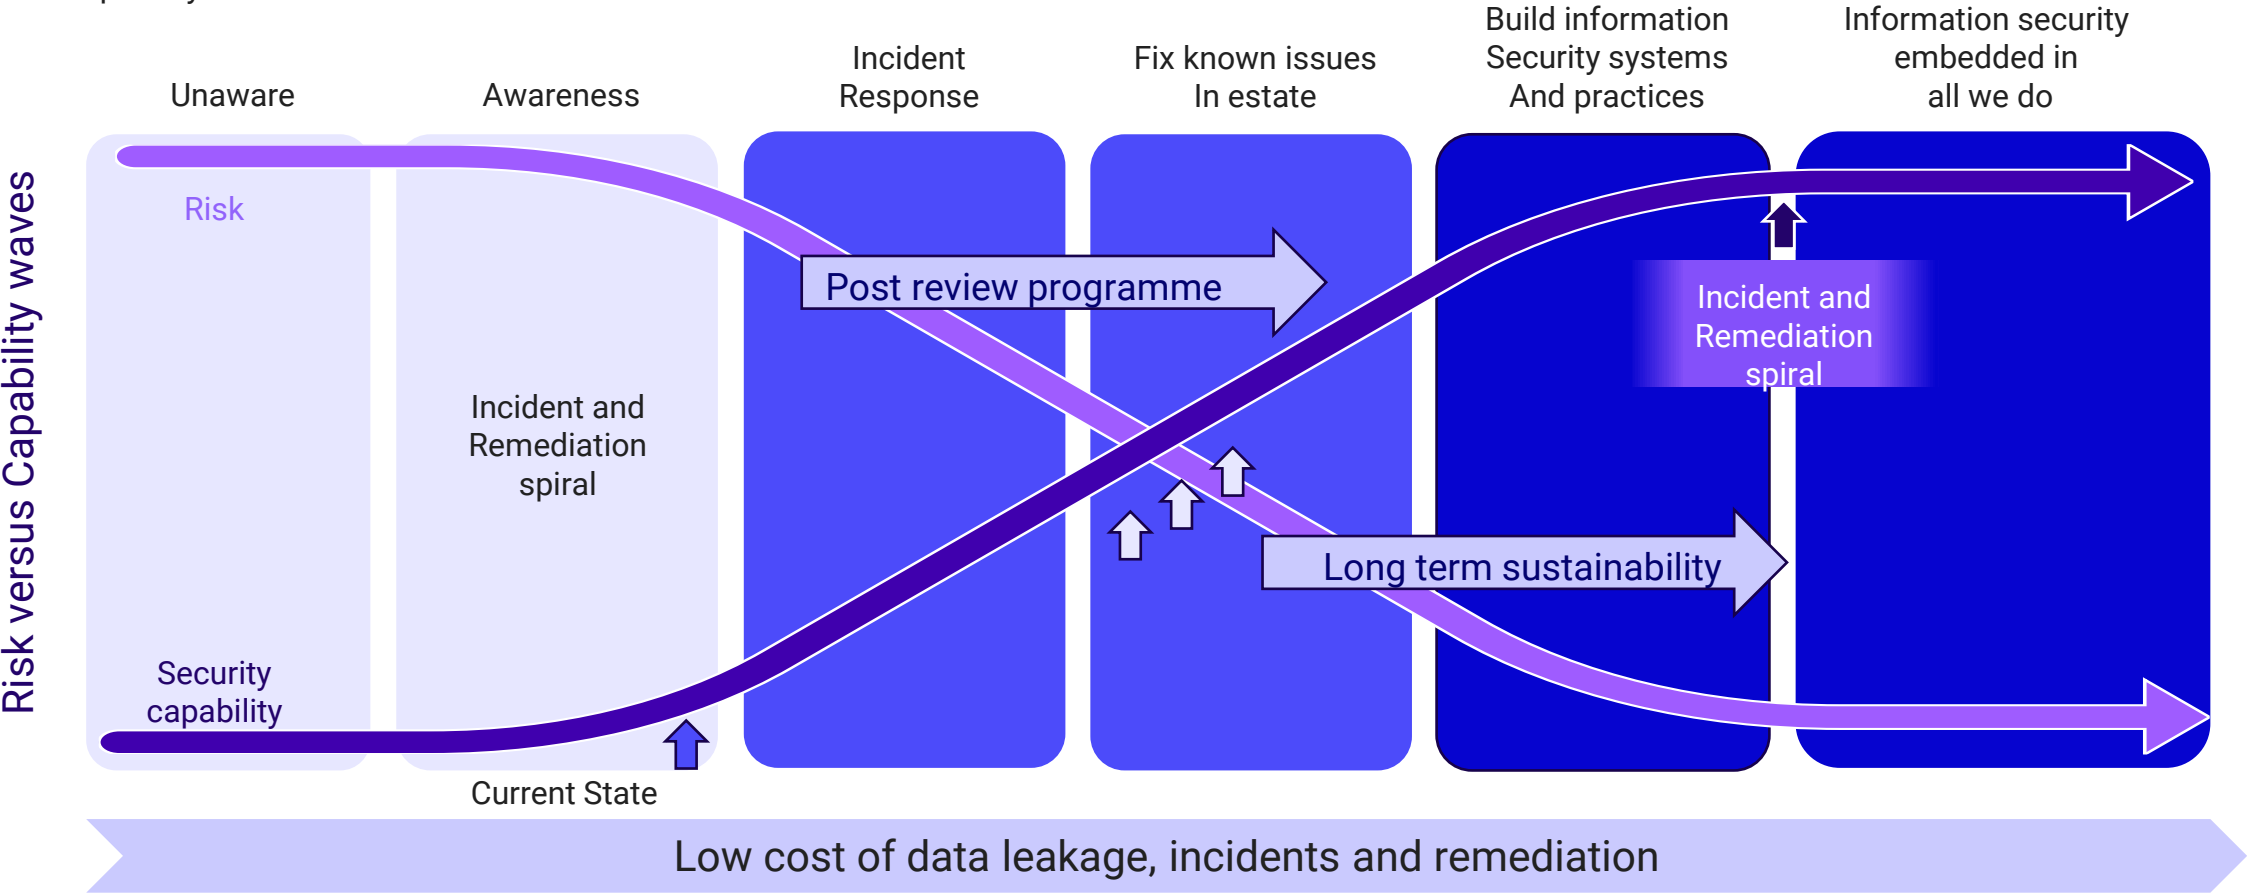 Unaware
Awareness
Incident
Response
Fix known issues
In estate
Build information
Security systems
And practices
Information security
embedded in
all we do
Risk versus Capability waves
Risk
Post review programme
Incident and
Remediation
spiral
Incident and
Remediation
spiral
Long term sustainability
Security
capability
Current State
Low cost of data leakage, incidents and remediation